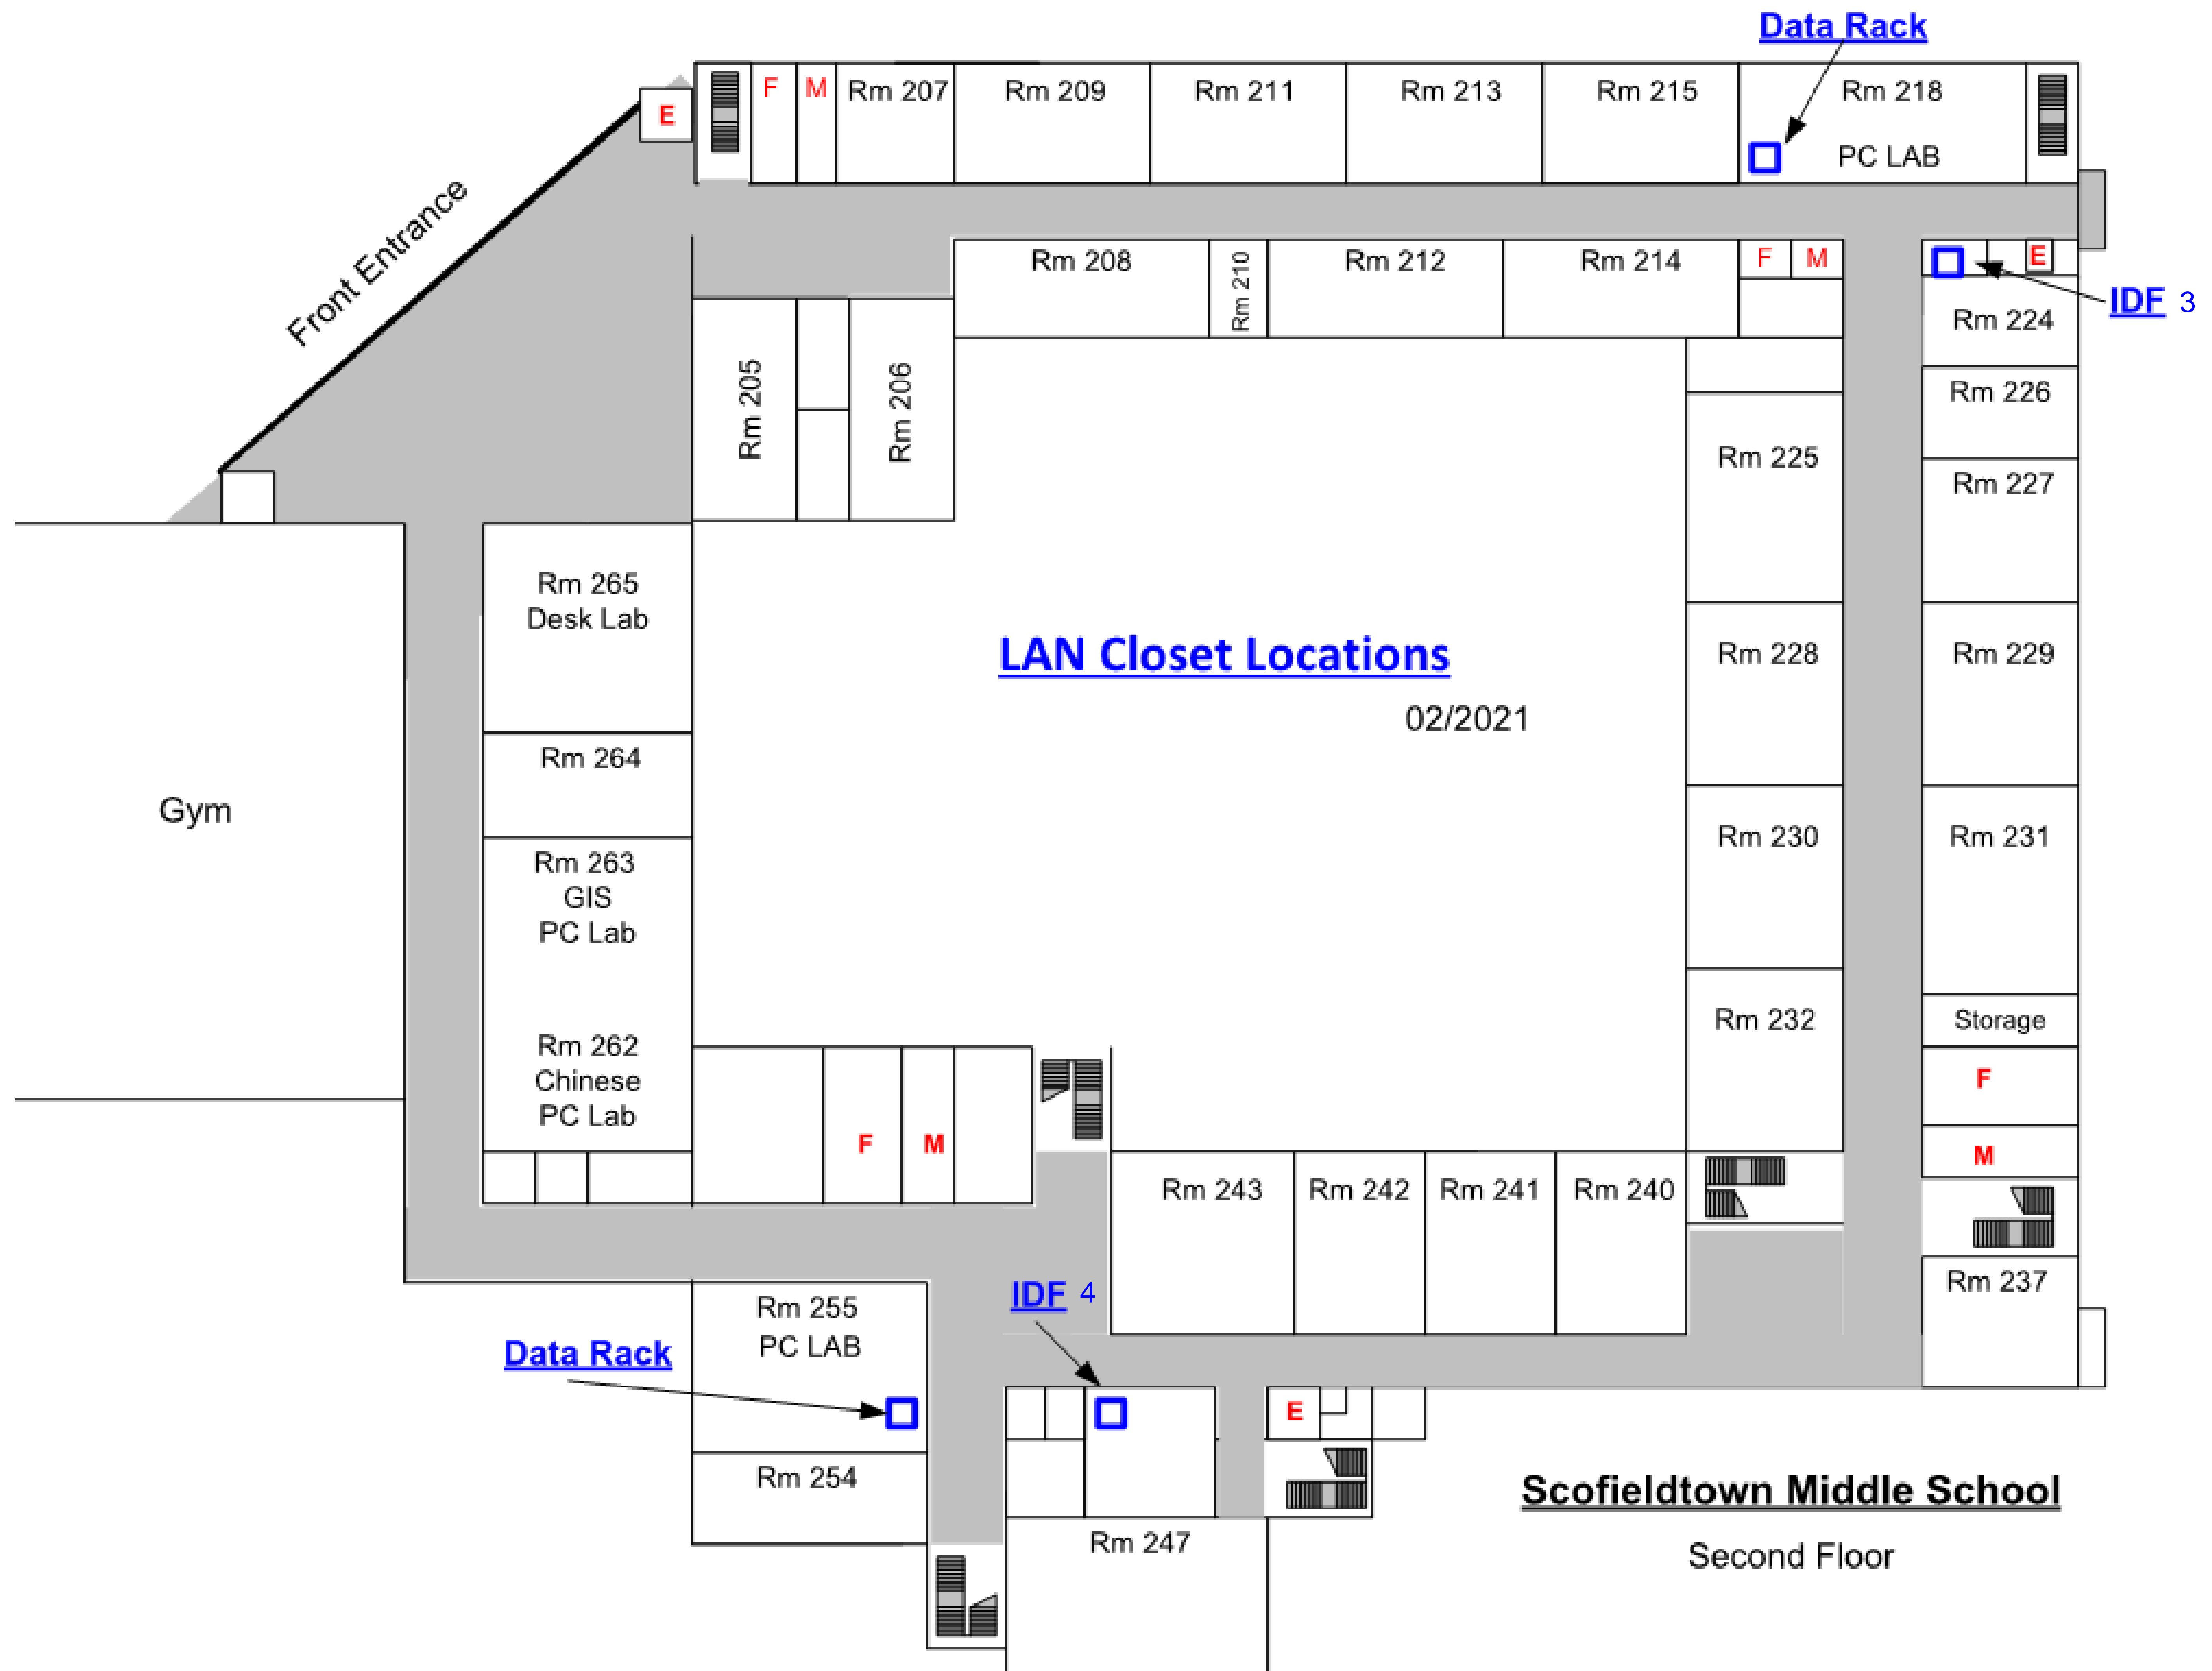 Data Rack
F
M
Rm 207
Rm 209
Rm 211
Rm 213
Rm 215
Rm 218
PC LAB
E
Front Entrance
Rm 208
Rm 210
Rm 212
Rm 214
F
M
E
IDF 3
Rm 224
Rm 205
Rm 206
Rm 226
Rm 225
Rm 227
Rm 265
Desk Lab
LAN Closet Locations
02/2021
Rm 228
Rm 229
Rm 264
Gym
Rm 230
Rm 231
Rm 263
GIS
PC Lab
Rm 232
Storage
Rm 262
Chinese
PC Lab
F
M
F
M
Rm 243
Rm 242
Rm 241
Rm 240
Rm 237
IDF 4
Rm 255
PC LAB
Data Rack
E
Rm 254
Rm 247
Scofieldtown Middle School
Second Floor